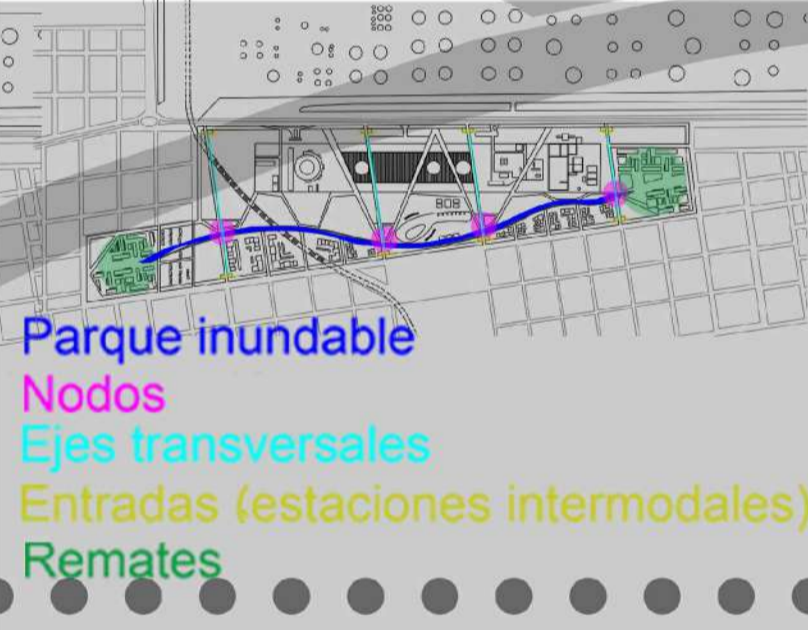 Parque inundable
Nodos
Ejes transversales
Entradas (estaciones intermodales)
Remates